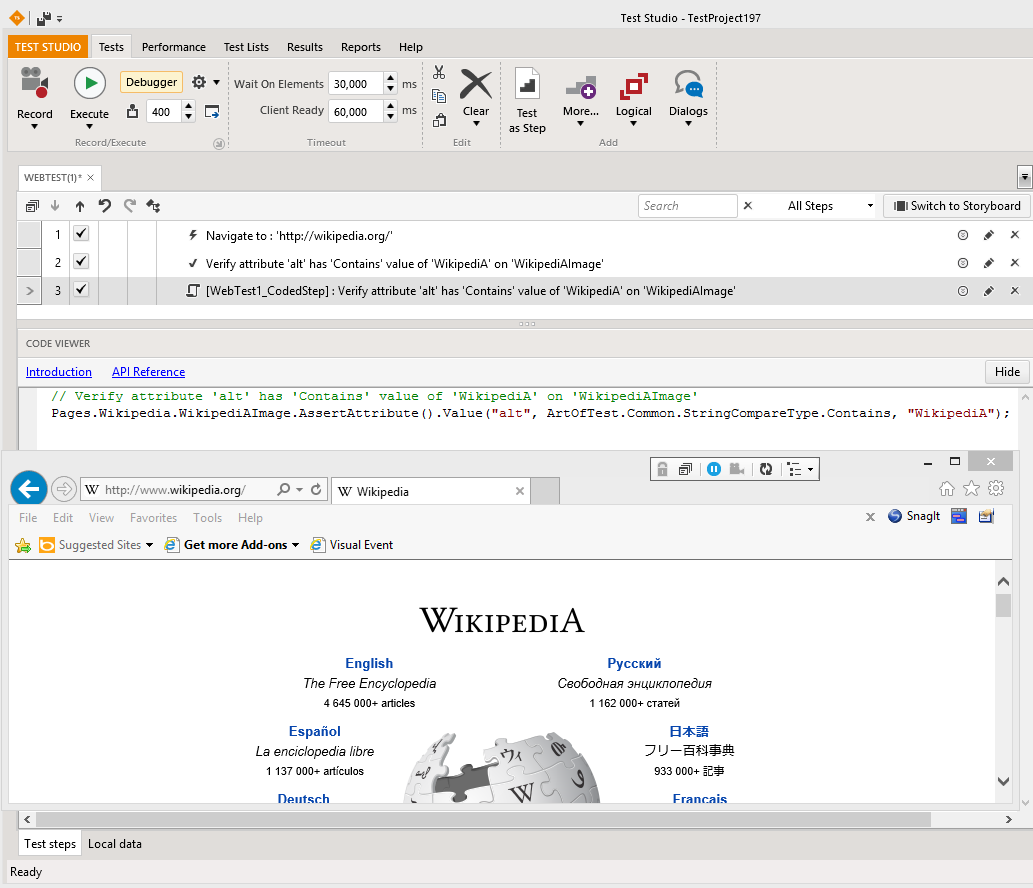 Test Studio - TestProject197
TEST STUDIO Tests Performance Test Lists Results Reports Help
Record Execute Debugger 400
Record/Execute
Wait On Elements 30,000 ms
Client Ready 60,000 ms
Timeout
Clear
Edit
Test as Step More... Logical Dialogs
Add
WEBTEST(1)* ×
Search All Steps Switch to Storyboard
1 Navigate to : 'http://wikipedia.org/'
2 Verify attribute 'alt' has 'Contains' value of 'WikipediA' on 'WikipediAImage'
3 [WebTest1_CodedStep] : Verify attribute 'alt' has 'Contains' value of 'WikipediA' on 'WikipediAImage'
CODE VIEWER
Introduction API Reference Hide
// Verify attribute 'alt' has 'Contains' value of 'WikipediA' on 'WikipediAImage'
Pages.Wikipedia.WikipediAImage.AssertAttribute().Value("alt", ArtOfTest.Common.StringCompareType.Contains, "WikipediA");
W http://www.wikipedia.org/ W Wikipedia
File Edit View Favorites Tools Help x SnagIt
Suggested Sites Get more Add-ons Visual Event
WIKIPEDIA
English Русский
The Free Encyclopedia Свободная энциклопедия
4 645 000+ articles 1 162 000+ статей
Español 日本語
La enciclopedia libre フリー百科事典
1 137 000+ artículos 933 000+ 記事
Deutsch Français
W
Test steps Local data
Ready